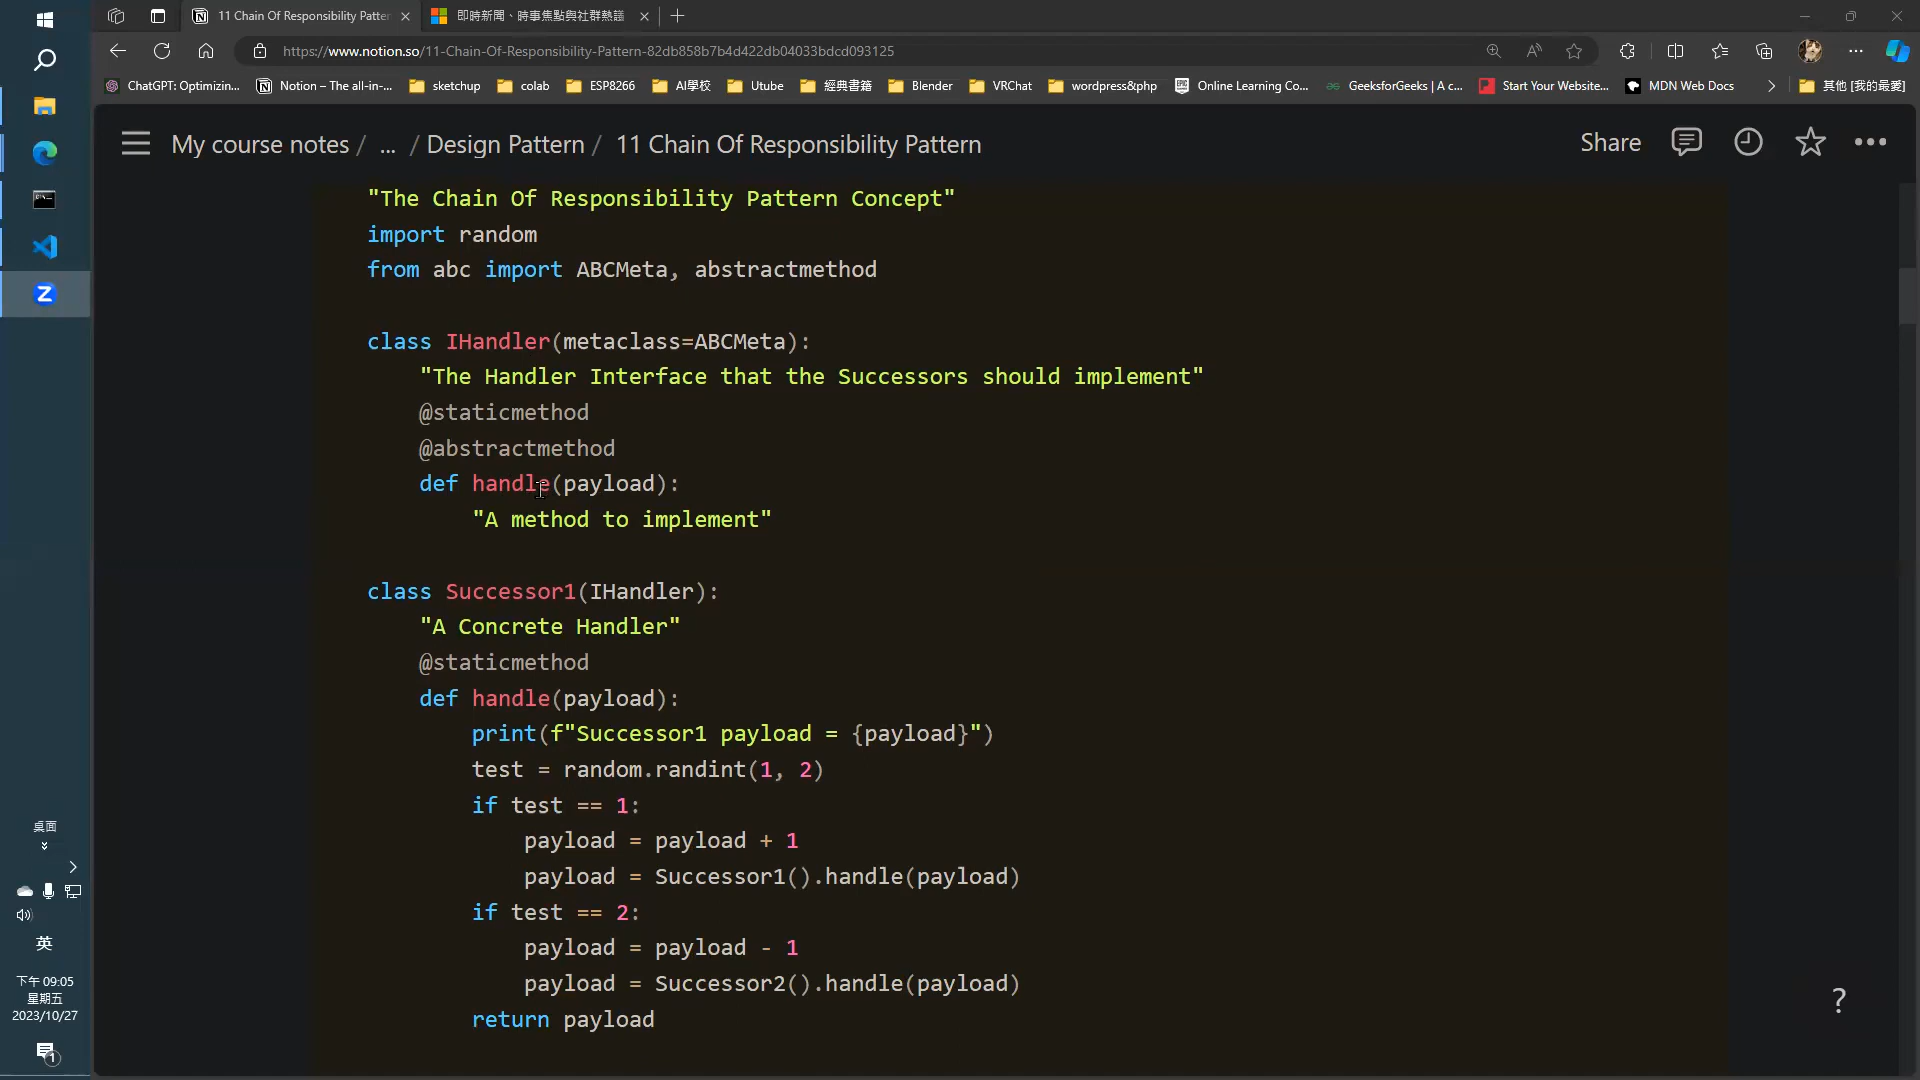 11 Chain Of Responsibility Patter
即時新聞、時事焦點與社群熱議
https://www.notion.so/11-Chain-Of-Responsibility-Pattern-82db858b7b4d422db04033bdcd093125
ChatGPT: Optimizin...
Notion – The all-in-...
sketchup
colab
ESP8266
AI學校
Utube
經典書籍
Blender
VRChat
wordpress&php
Online Learning Co...
GeeksforGeeks | A c...
Start Your Website...
MDN Web Docs
其他 [我的最愛]
My course notes / ... / Design Pattern / 11 Chain Of Responsibility Pattern
Share
"The Chain Of Responsibility Pattern Concept"
import random
from abc import ABCMeta, abstractmethod
class IHandler(metaclass=ABCMeta):
"The Handler Interface that the Successors should implement"
@staticmethod
@abstractmethod
def handle(payload):
"A method to implement"
class Successor1(IHandler):
"A Concrete Handler"
@staticmethod
def handle(payload):
print(f"Successor1 payload = {payload}")
test = random.randint(1, 2)
if test == 1:
payload = payload + 1
payload = Successor1().handle(payload)
if test == 2:
payload = payload - 1
payload = Successor2().handle(payload)
return payload
桌面
英
下午 09:05
星期五
2023/10/27
1
?